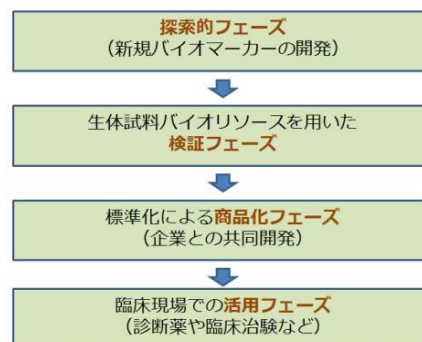 探索的フェーズ
（新規バイオマーカーの開発）
生体試料バイオリソースを用いた
検証フェーズ
標準化による商品化フェーズ
（企業との共同開発）
臨床現場での活用フェーズ
（診断薬や臨床治験など）